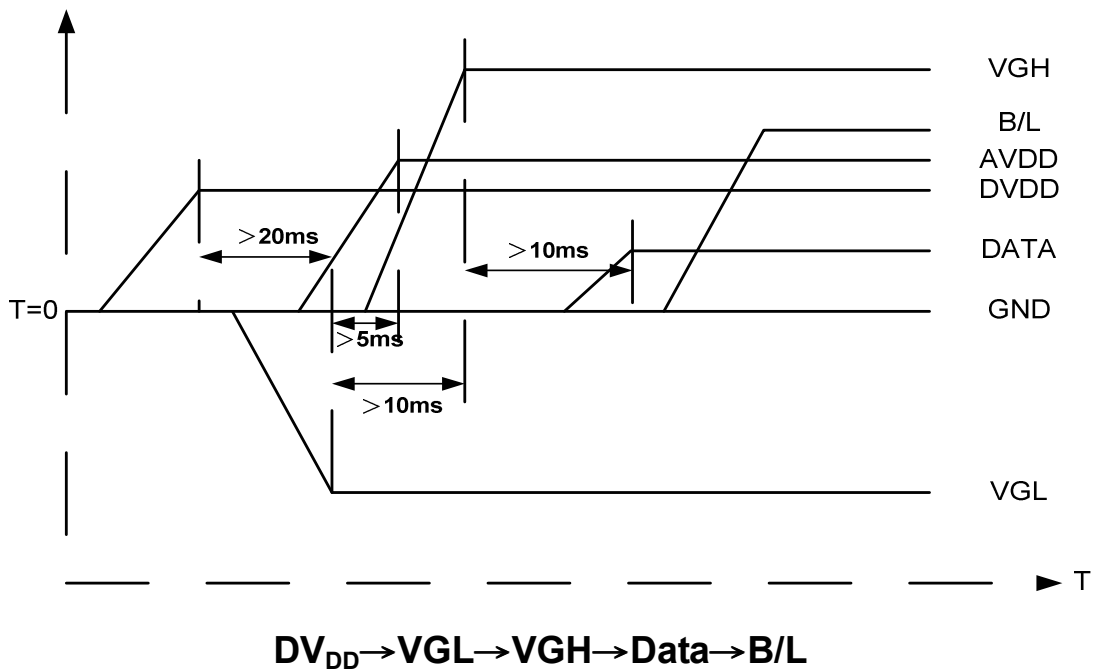 VGH
B/L
AVDD
DVDD
>20ms
>10ms
DATA
T=0
GND
>5ms
>10ms
VGL
T
DVDD→VGL→VGH→Data→B/L